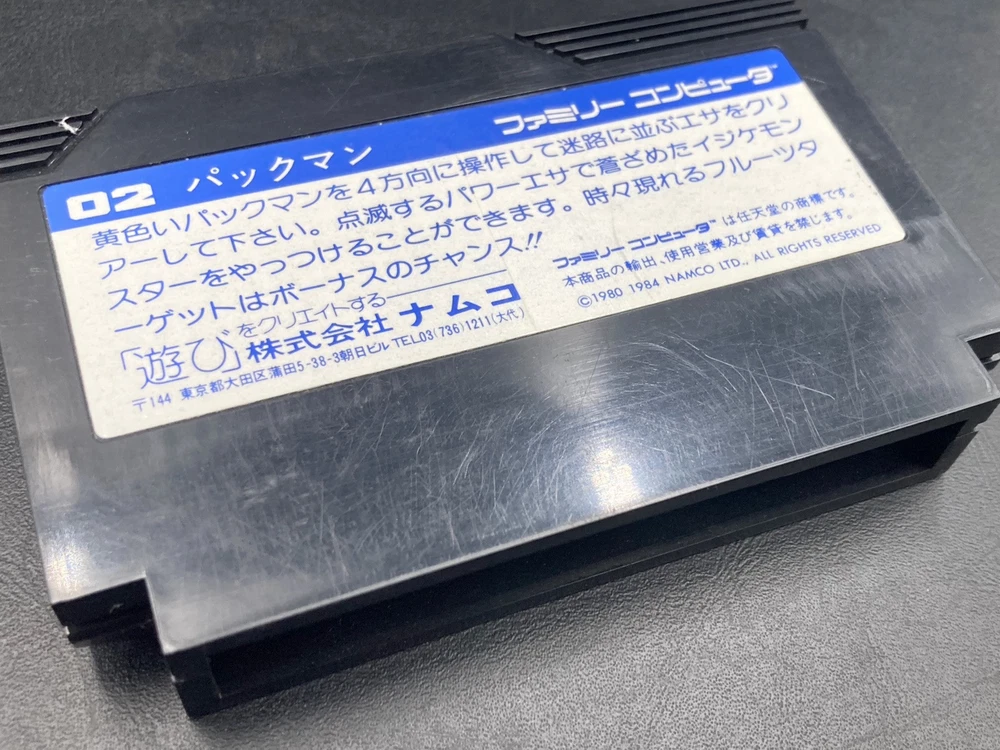 02 パックマン ファミリー コンピュータ™
黄色いパックマンを4方向に操作して迷路に並ぶエサをクリ
アーして下さい。点滅するパワーエサで蒼ざめたイジケモン
スターをやっつけることができます。時々現れるフルーツタ
ーゲットはボーナスのチャンス!!
「遊び」をクリエイトする
株式会社 ナムコ
〒144 東京都大田区蒲田5-38-3朝日ビル TEL03(736)1211(大代)
ファミリー コンピュータ™は任天堂の商標です。
本商品の輸出、使用営業及び賃貸を禁じます。
©1980 1984 NAMCO LTD., ALL RIGHTS RESERVED